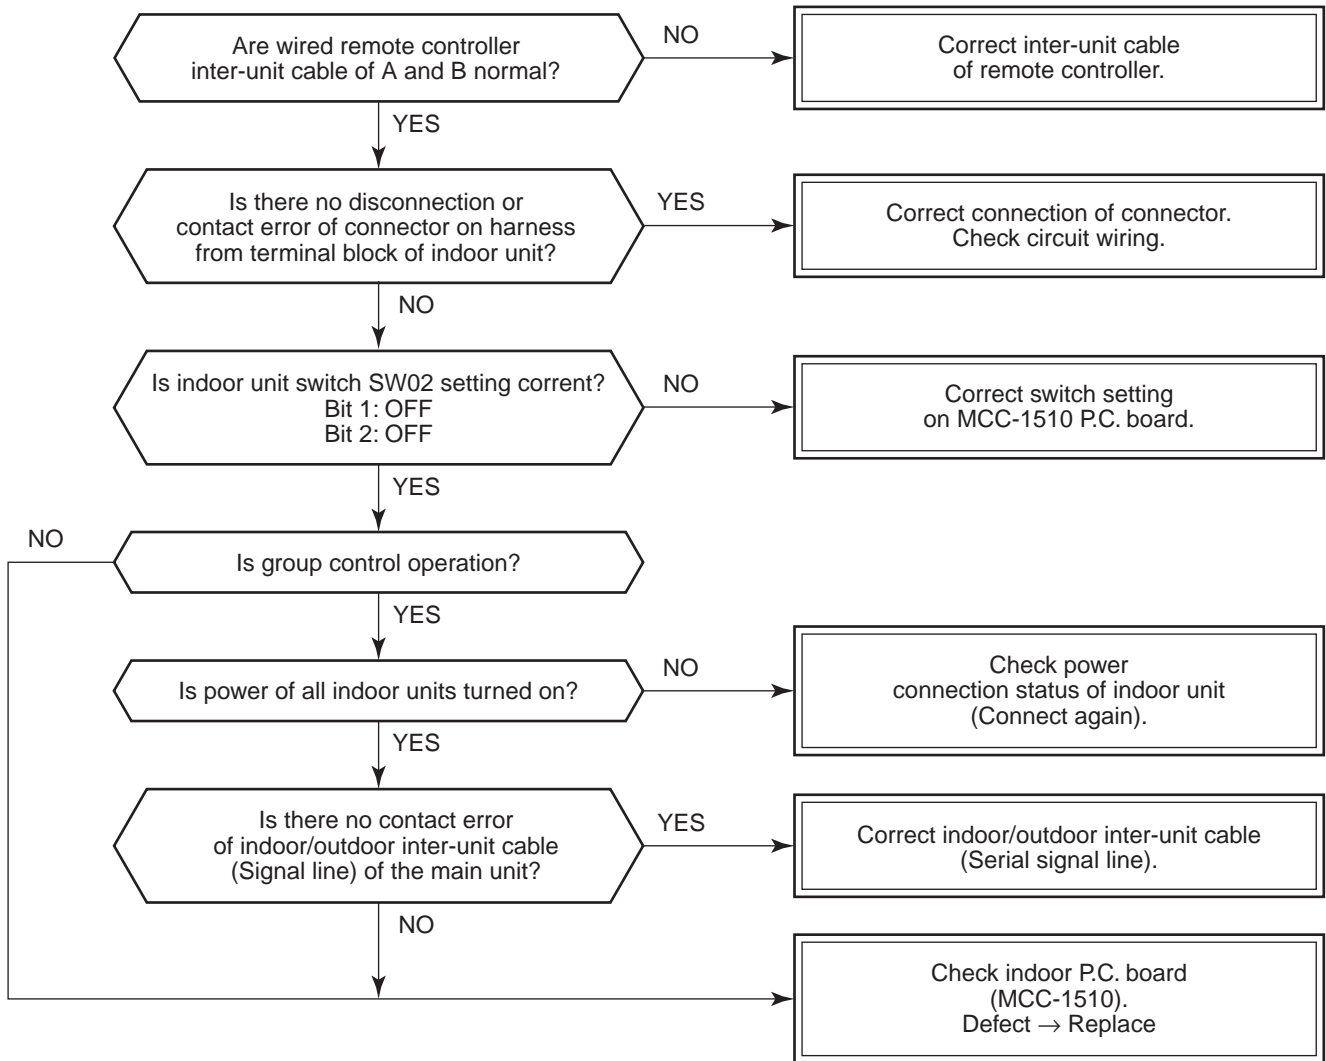 Are wired remote controller
inter-unit cable of A and B normal?
NO
Correct inter-unit cable
of remote controller.
YES
Is there no disconnection or
contact error of connector on harness
from terminal block of indoor unit?
YES
Correct connection of connector.
Check circuit wiring.
NO
Is indoor unit switch SW02 setting corrent?
Bit 1: OFF
Bit 2: OFF
NO
Correct switch setting
on MCC-1510 P.C. board.
YES
NO
Is group control operation?
YES
Is power of all indoor units turned on?
NO
Check power
connection status of indoor unit
(Connect again).
YES
Is there no contact error
of indoor/outdoor inter-unit cable
(Signal line) of the main unit?
YES
Correct indoor/outdoor inter-unit cable
(Serial signal line).
NO
Check indoor P.C. board
(MCC-1510).
Defect → Replace